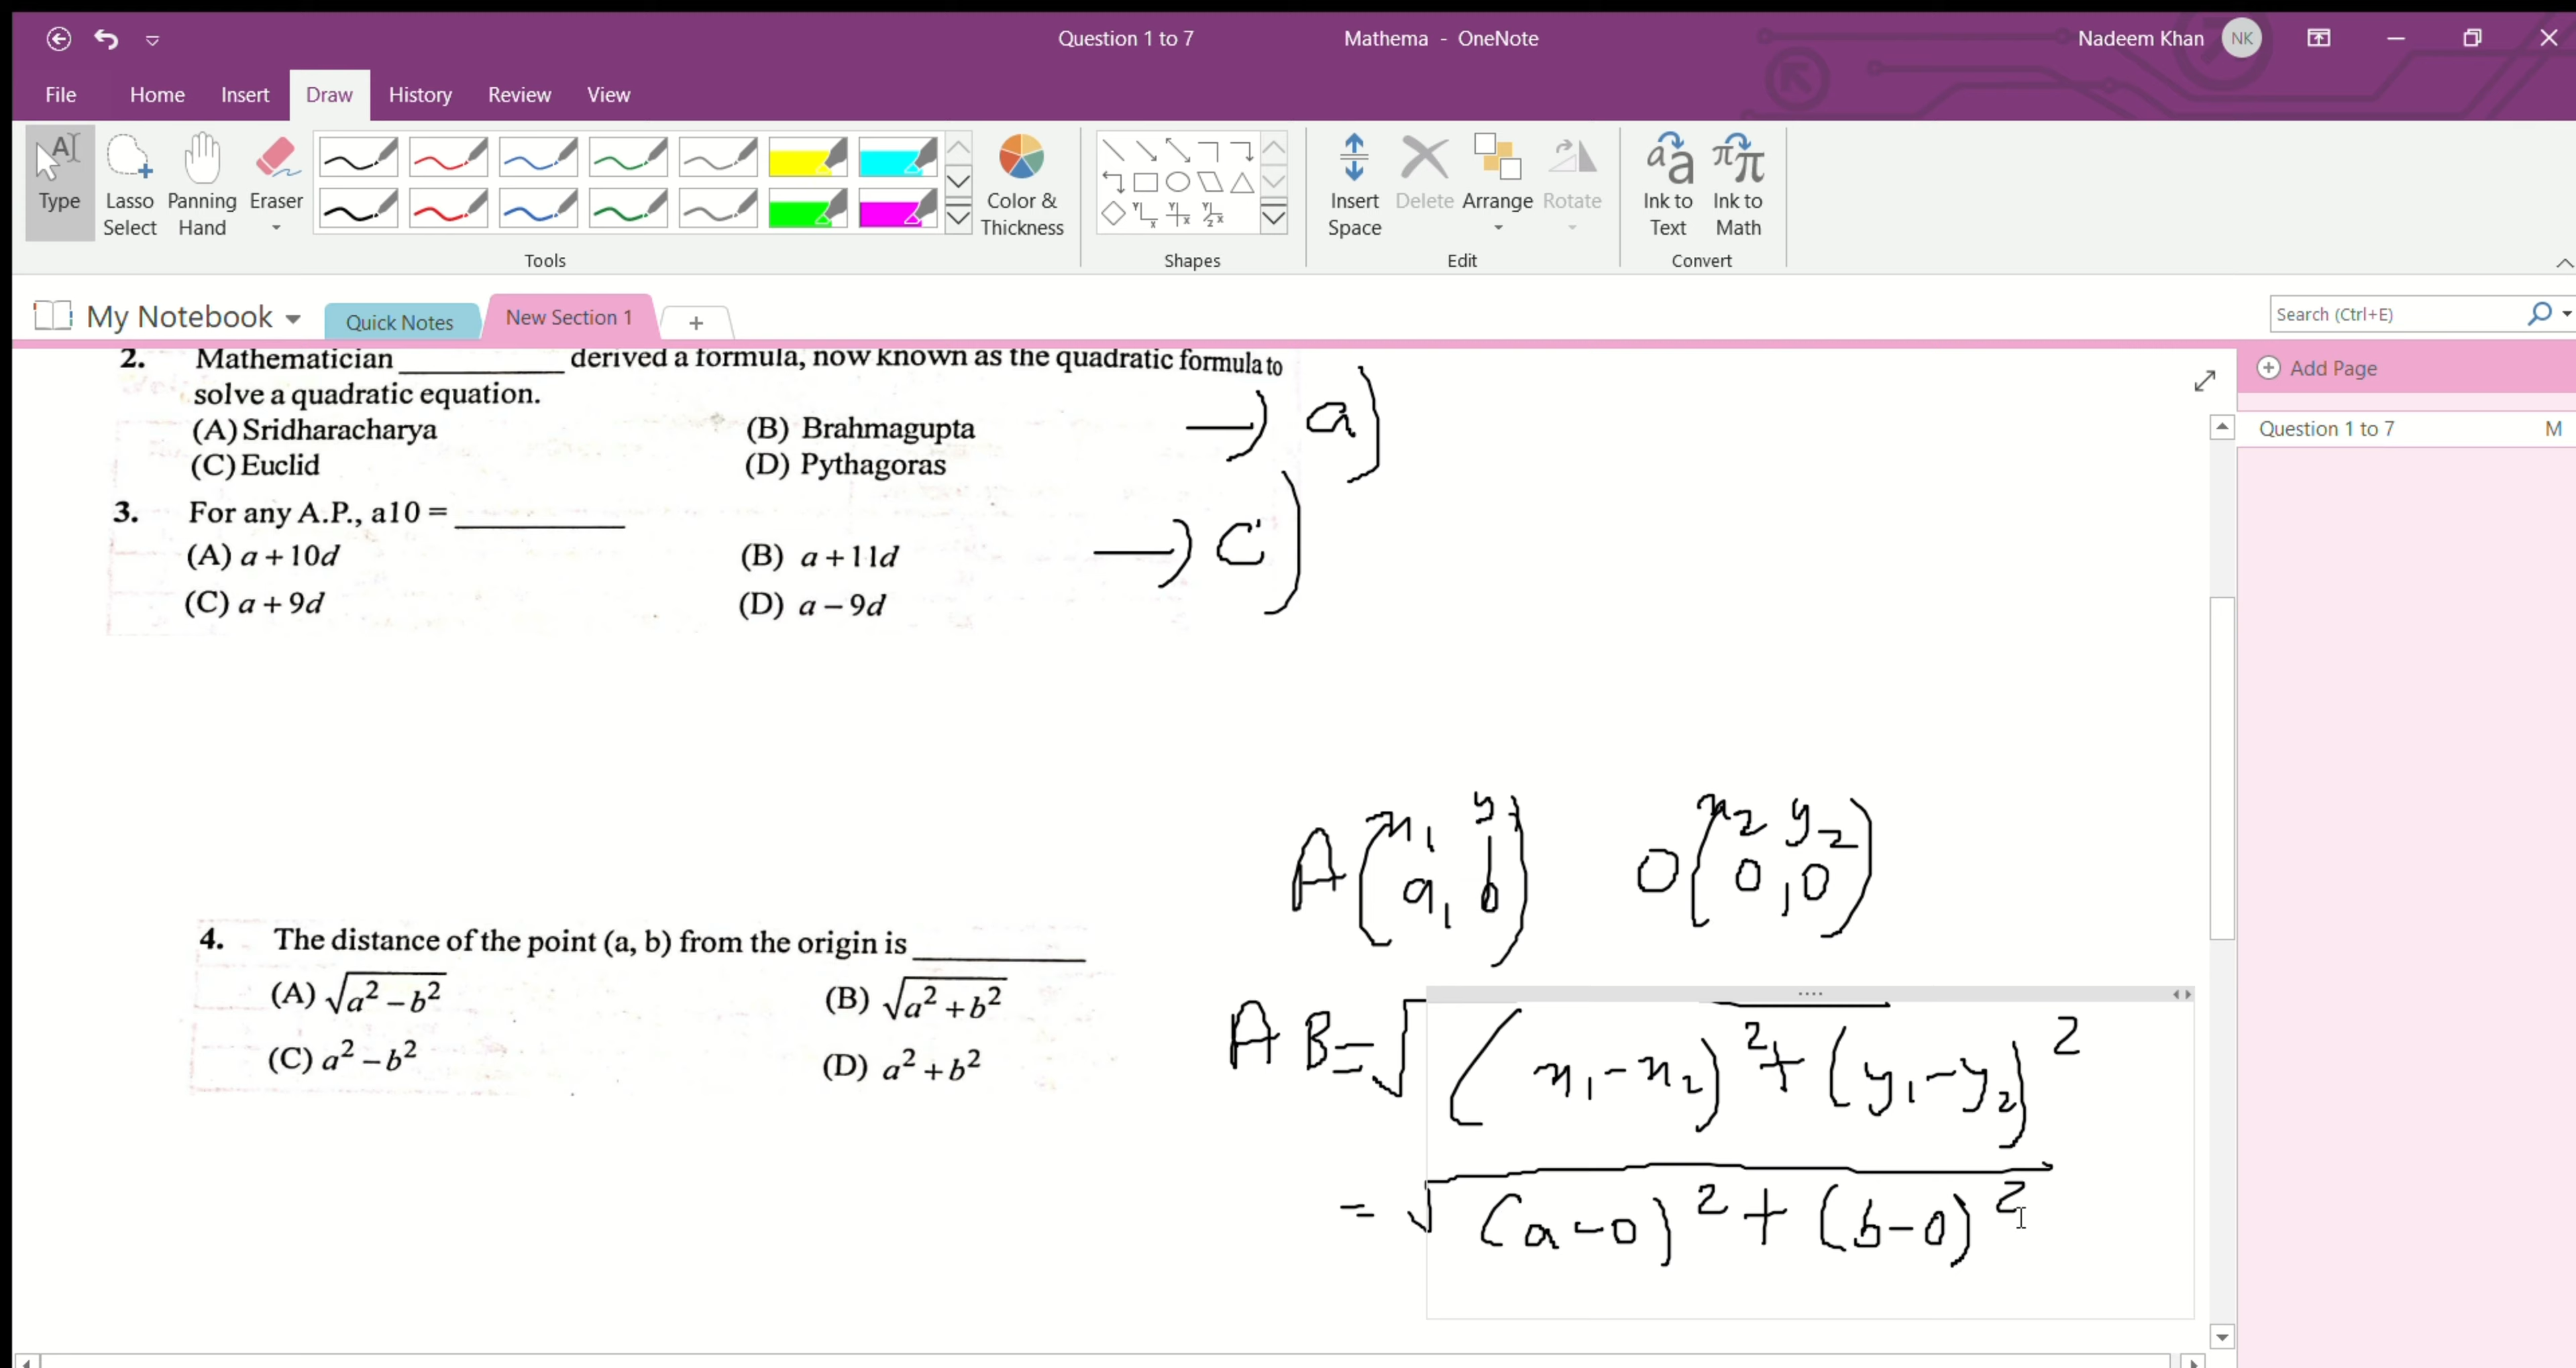 Question 1 to 7
Mathema - OneNote
Nadeem Khan NK
File Home Insert Draw History Review View
Type
Lasso Select
Panning Hand
Eraser
Color & Thickness
Insert Space
Delete
Arrange
Rotate
Ink to Text
Ink to Math
Tools
Shapes
Edit
Convert
My Notebook
Quick Notes
New Section 1
Search (Ctrl+E)
Add Page
Question 1 to 7 M
2. Mathematician __________ derived a formula, now known as the quadratic formula to
solve a quadratic equation.
(A) Sridharacharya (B) Brahmagupta
(C) Euclid (D) Pythagoras
→ a)
3. For any A.P., a10 = __________
(A) a + 10d (B) a + 11d
(C) a + 9d (D) a – 9d
→ c)
x₁ y₁ x₂ y₂
A(a, b) O(0, 0)
4. The distance of the point (a, b) from the origin is __________
(A) √a² – b² (B) √a² + b²
(C) a² – b² (D) a² + b²
AB = √(x₁ - x₂)² + (y₁ - y₂)²
= √(a - 0)² + (b - 0)²